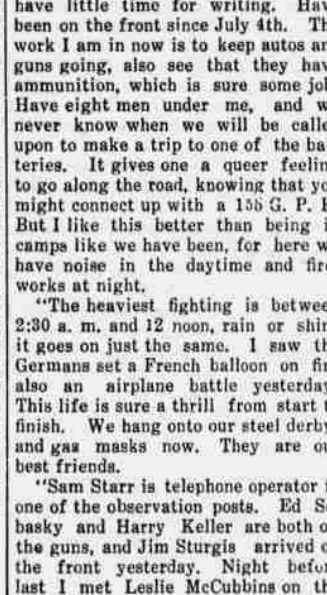 have little time for writing. Hav
been on the front since July 4th. Th
work I am in now is to keep autos an
guns going, also see that they hav
ammunition, which is sure some jol
Have eight men under me, and w
never know when we will be calle
upon to make a trip to one of the ba
teries. It gives one a queer feelin
to go along the road, knowing that yo
might connect up with a 155 G. P. F
But I like this better than being i
camps like we have been, for here w
have noise in the daytime and fire
works at night.
"The heaviest fighting is betwee
2:30 a. m. and 12 noon, rain or shin
it goes on just the same. I saw th
Germans set a French balloon on fir
also an airplane battle yesterday
This life is sure a thrill from start t
finish. We hang onto our steel derby
and gas masks now. They are ou
best friends.
"Sam Starr is telephone operator i
one of the observation posts. Ed Se
basky and Harry Keller are both o
the guns, and Jim Sturgis arrived o
the front yesterday. Night befor
last I met Leslie McCubbins on th